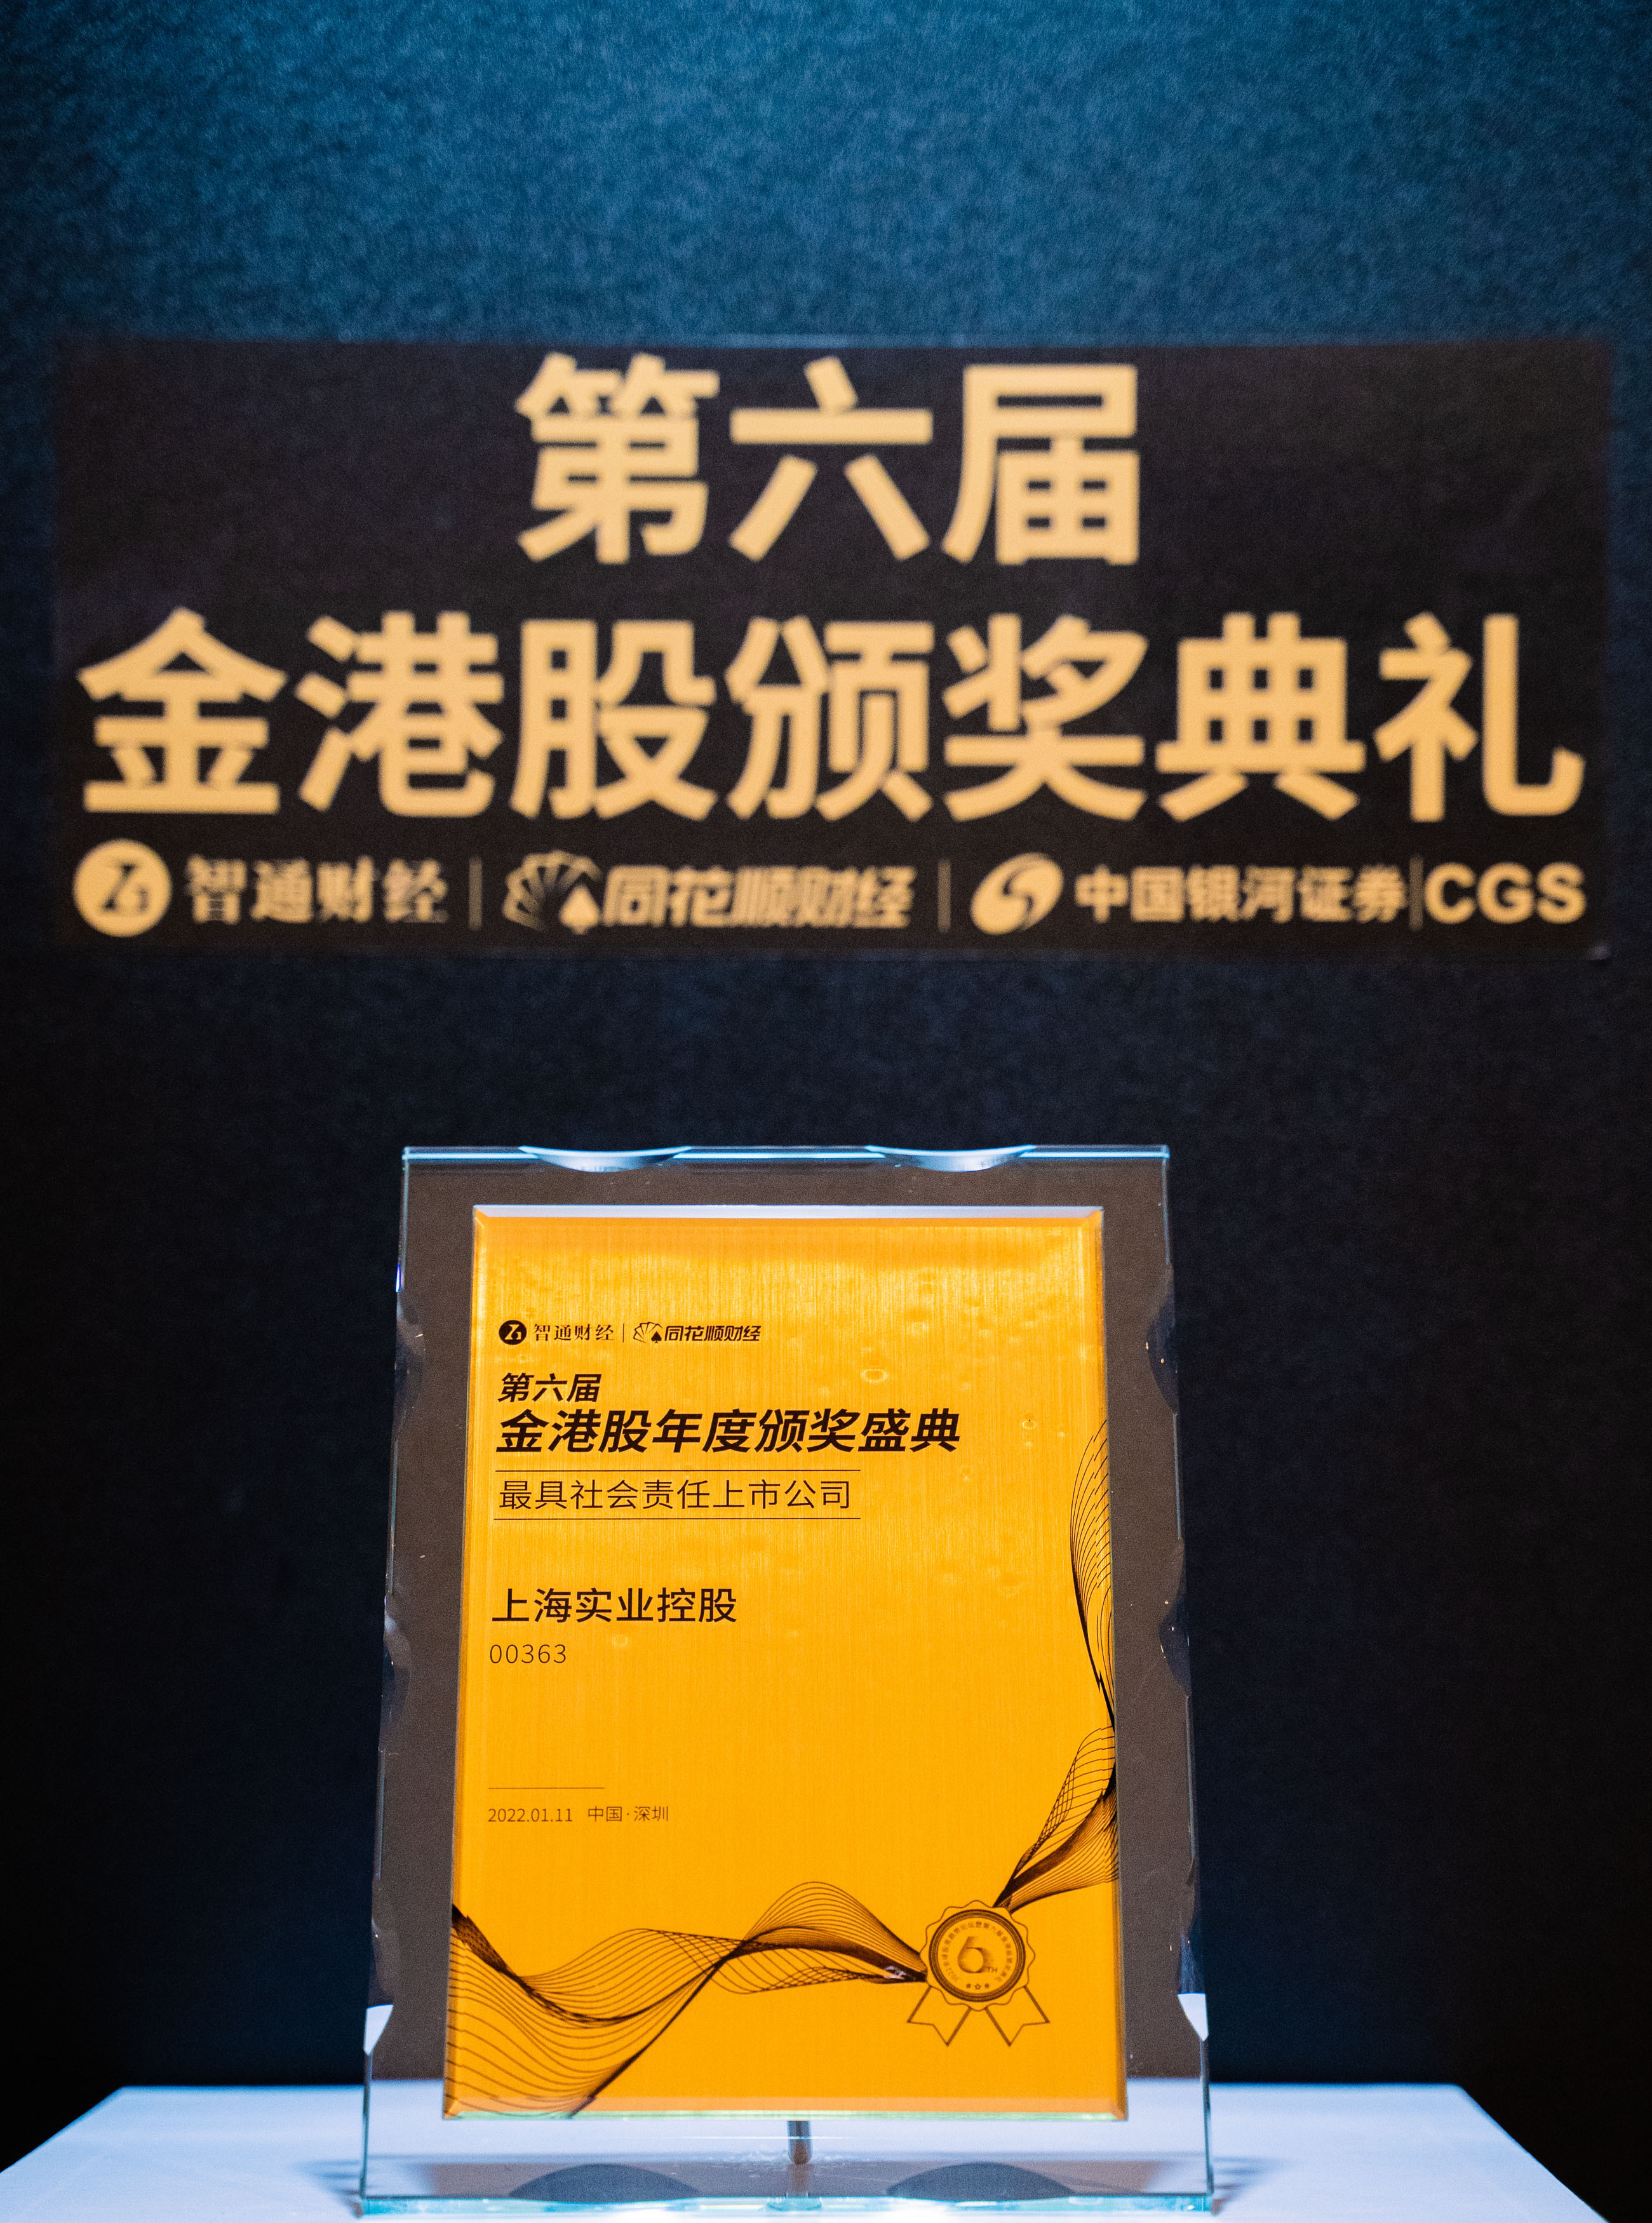 第六届
金港股颁奖典礼
智通财经 | 同花顺财经 | 中国银河证券 | CGS
智通财经 | 同花顺财经
第六届
金港股年度颁奖盛典
最具社会责任上市公司
上海实业控股
00363
2022.01.11 中国·深圳
6TH